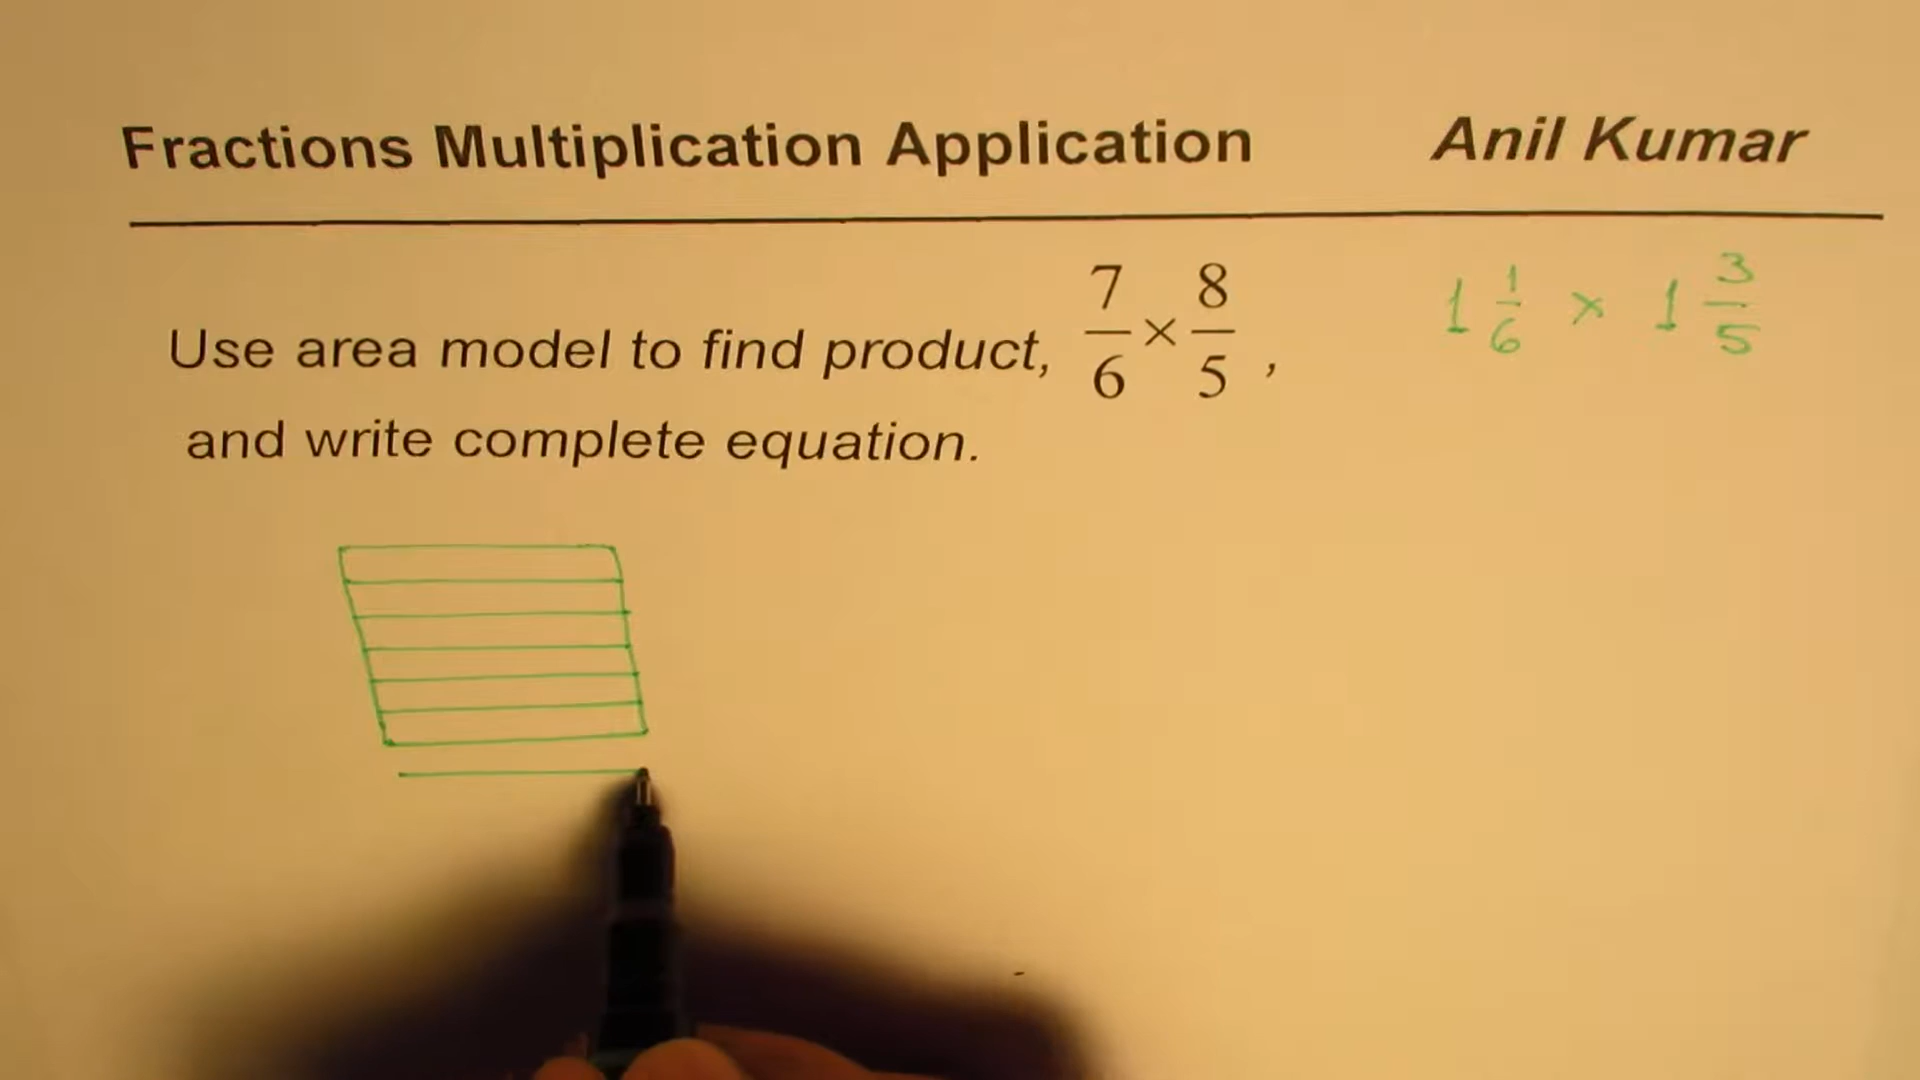 Fractions Multiplication Application Anil Kumar
Use area model to find product, 7/6 × 8/5 , 1 1/6 × 1 3/5
and write complete equation.